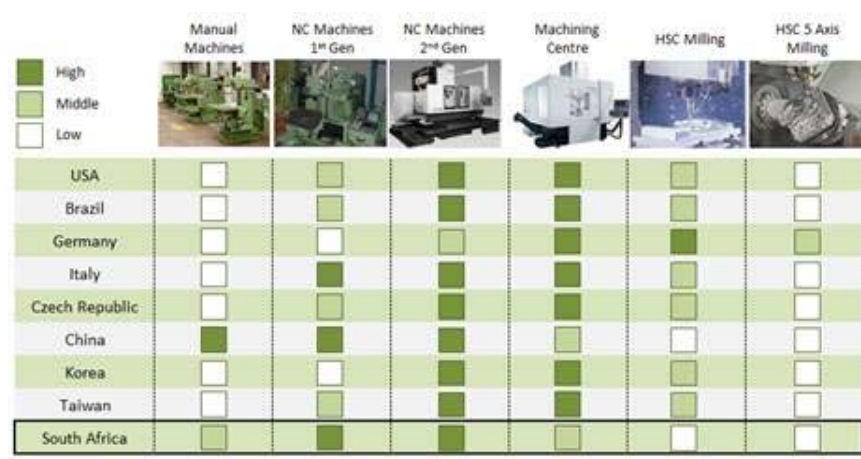 Manual
Machines
NC Machines
1st Gen
NC Machines
2nd Gen
Machining
Centre
HSC Milling
HSC 5 Axis
Milling
High
Middle
Low
USA
Brazil
Germany
Italy
Czech Republic
China
Korea
Taiwan
South Africa